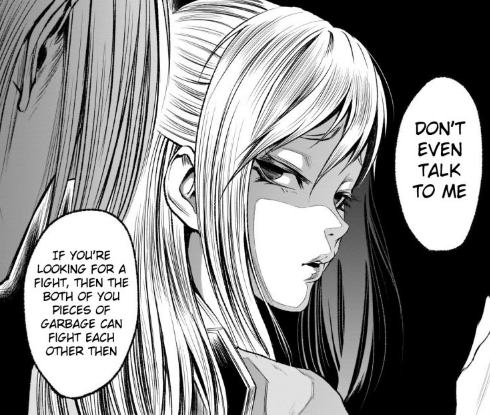 DON'T
EVEN
TALK
TO ME
IF YOU'RE
LOOKING FOR A
FIGHT, THEN THE
BOTH OF YOU
PIECES OF
GARBAGE CAN
FIGHT EACH
OTHER THEN